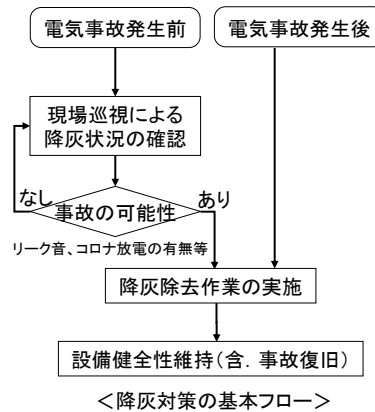 電気事故発生前
電気事故発生後
現場巡視による
降灰状況の確認
なし
事故の可能性
あり
リーク音、コロナ放電の有無等
降灰除去作業の実施
設備健全性維持（含．事故復旧）
＜降灰対策の基本フロー＞